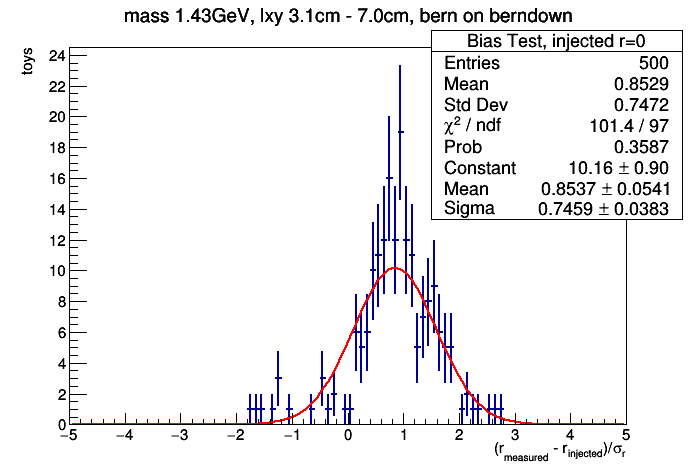 mass 1.43GeV, lxy 3.1cm - 7.0cm, bern on berndown
Bias Test, injected r=0
Entries 500
Mean 0.8529
Std Dev 0.7472
χ² / ndf 101.4 / 97
Prob 0.3587
Constant 10.16 ± 0.90
Mean 0.8537 ± 0.0541
Sigma 0.7459 ± 0.0383
toys
24
22
20
18
16
14
12
10
8
6
4
2
0
−5 −4 −3 −2 −1 0 1 2 3 4 5
(r_measured - r_injected)/σ_r